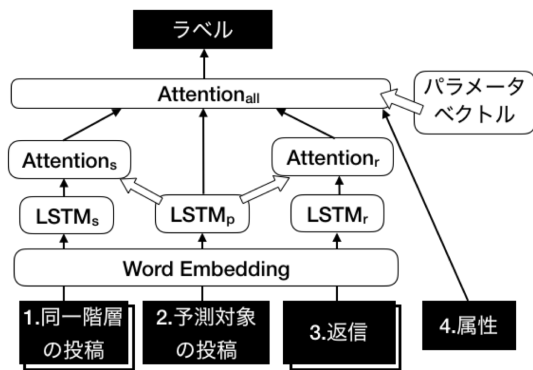 ラベル
Attentionall
パラメータ
ベクトル
Attentions
Attentionr
LSTMs
LSTMp
LSTMr
Word Embedding
1.同一階層
の投稿
2.予測対象
の投稿
3.返信
4.属性